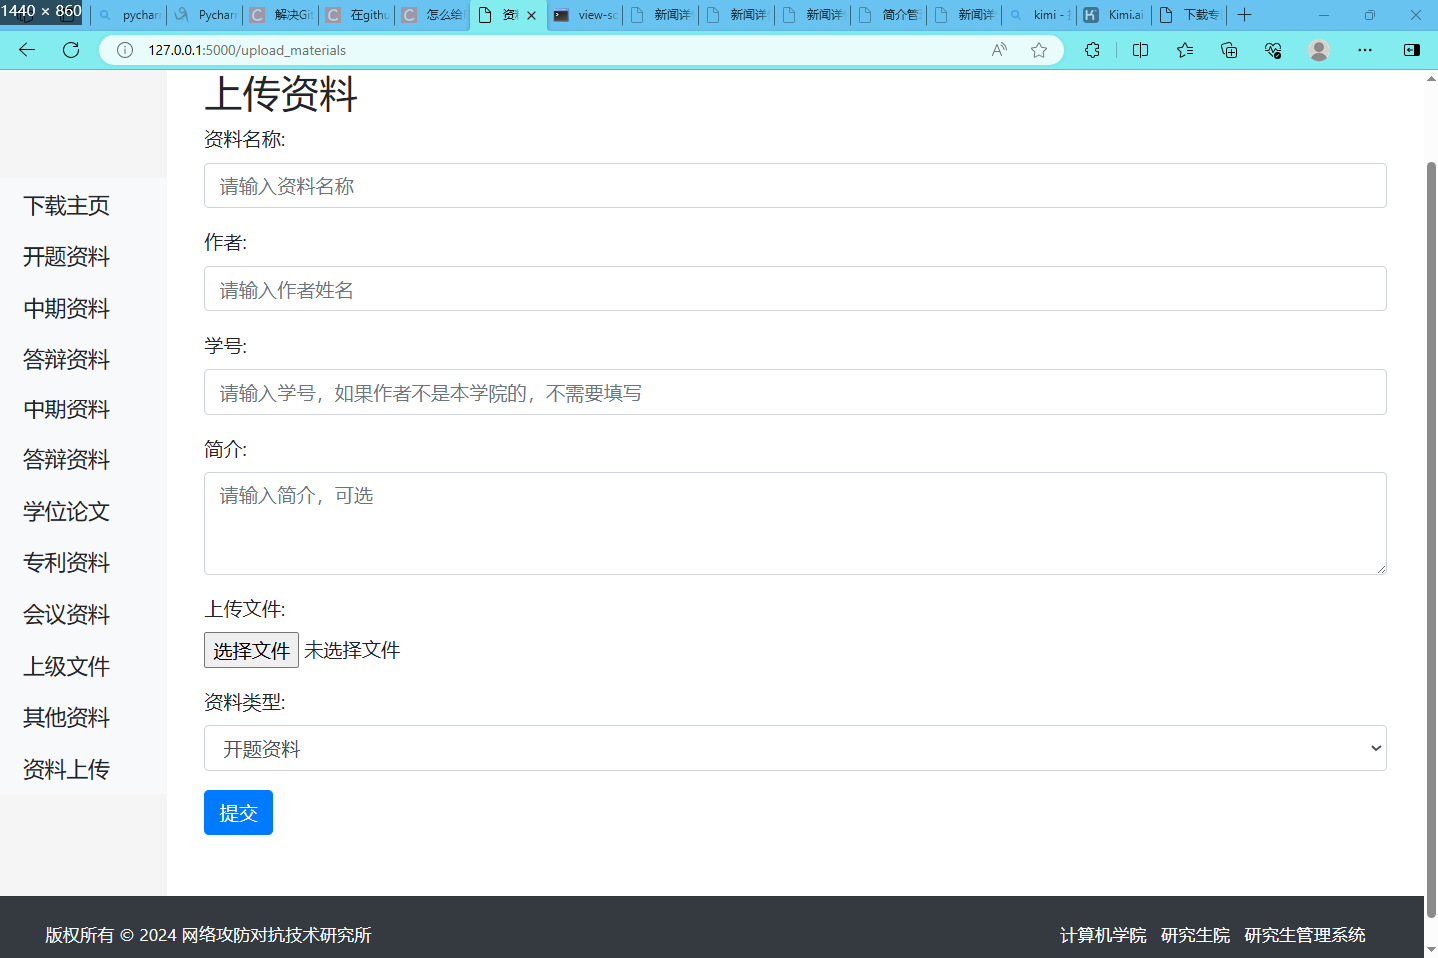 1440 × 860
pychar
Pychar
解决Git
在githu
怎么给
资
view-sc
新闻详
新闻详
新闻详
简介管
新闻详
kimi -
Kimi.ai
下载专
127.0.0.1:5000/upload_materials
上传资料
资料名称:
请输入资料名称
作者:
请输入作者姓名
学号:
请输入学号，如果作者不是本学院的，不需要填写
简介:
请输入简介，可选
上传文件:
选择文件 未选择文件
资料类型:
开题资料
提交
下载主页
开题资料
中期资料
答辩资料
中期资料
答辩资料
学位论文
专利资料
会议资料
上级文件
其他资料
资料上传
版权所有 © 2024 网络攻防对抗技术研究所
计算机学院 研究生院 研究生管理系统